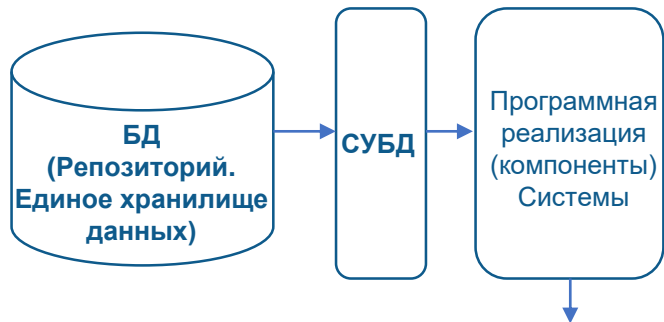 БД
(Репозиторий.
Единое хранилище
данных)
СУБД
Программная
реализация
(компоненты)
Системы